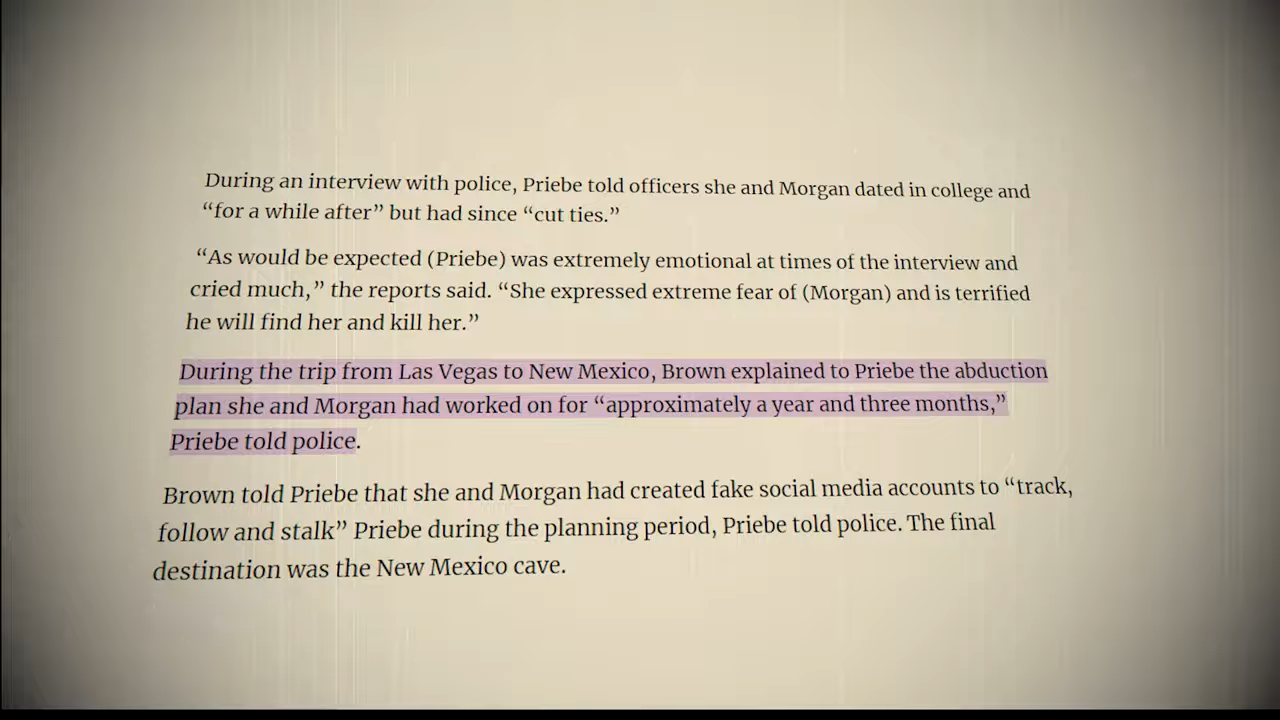 During an interview with police, Priebe told officers she and Morgan dated in college and
“for a while after” but had since “cut ties.”
“As would be expected (Priebe) was extremely emotional at times of the interview and
cried much,” the reports said. “She expressed extreme fear of (Morgan) and is terrified
he will find her and kill her.”
During the trip from Las Vegas to New Mexico, Brown explained to Priebe the abduction
plan she and Morgan had worked on for “approximately a year and three months,”
Priebe told police.
Brown told Priebe that she and Morgan had created fake social media accounts to “track,
follow and stalk” Priebe during the planning period, Priebe told police. The final
destination was the New Mexico cave.